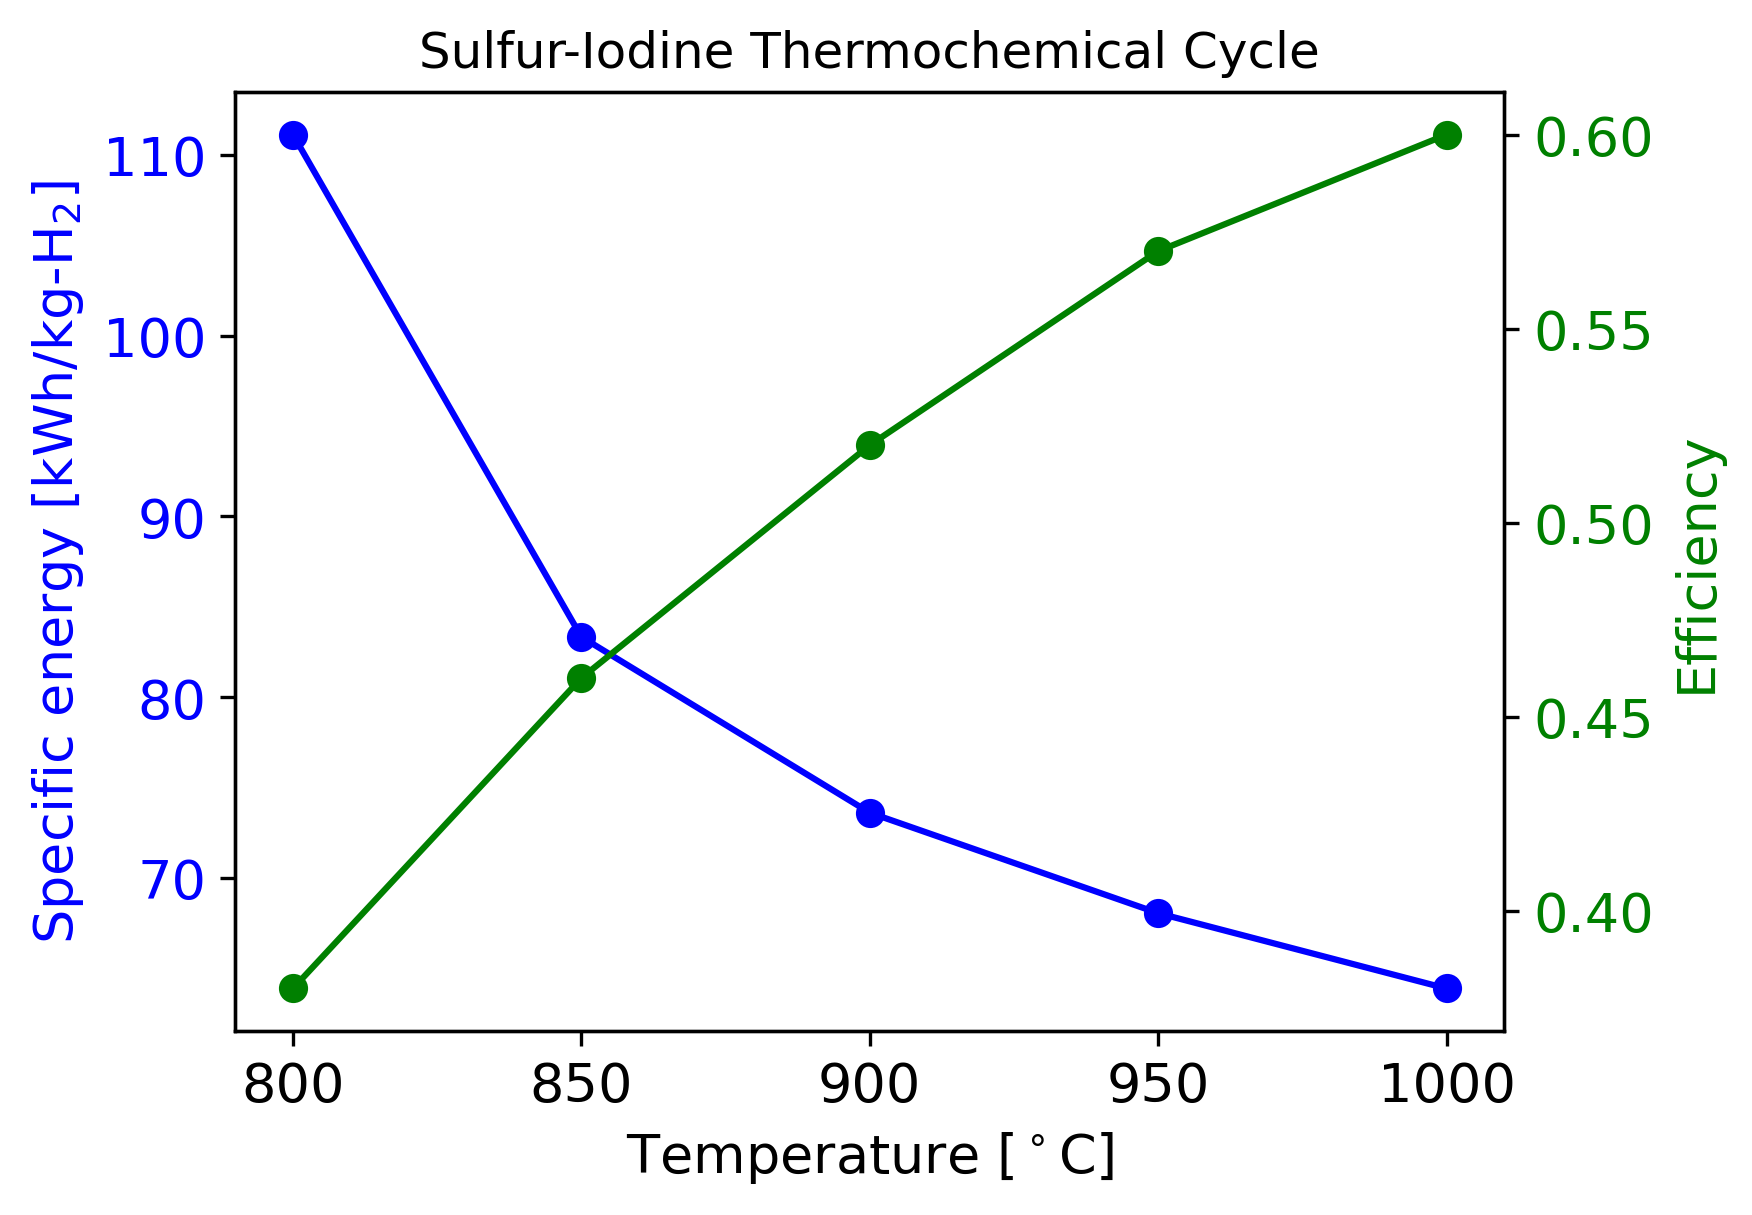 Sulfur-Iodine Thermochemical Cycle
Specific energy [kWh/kg-H₂]
110
100
90
80
70
0.60
0.55
0.50
0.45
0.40
Efficiency
800 850 900 950 1000
Temperature [°C]